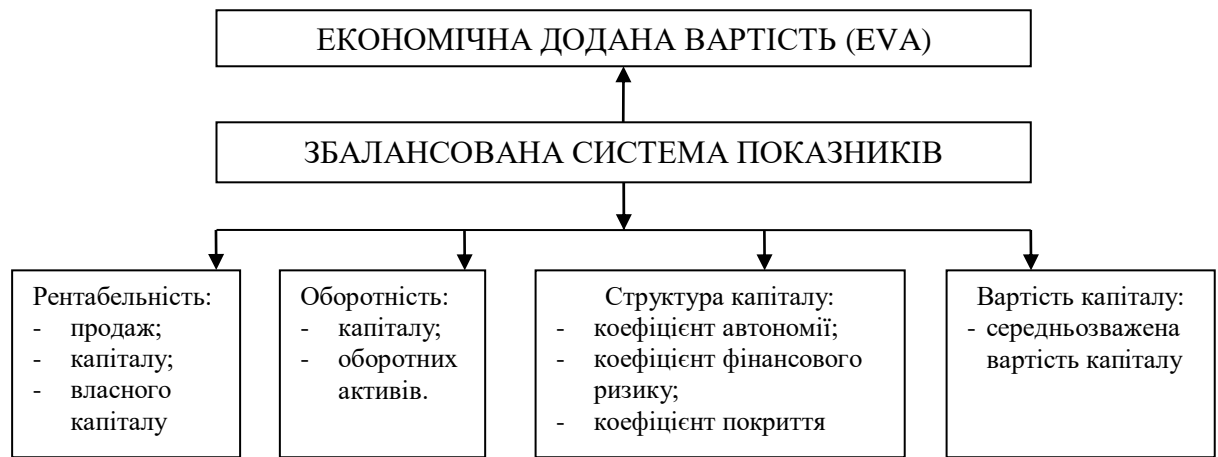 ЕКОНОМІЧНА ДОДАНА ВАРТІСТЬ (EVA)
ЗБАЛАНСОВАНА СИСТЕМА ПОКАЗНИКІВ
Рентабельність:
- продаж;
- капіталу;
- власного
капіталу
Оборотність:
- капіталу;
- оборотних
активів.
Структура капіталу:
- коефіцієнт автономії;
- коефіцієнт фінансового
ризику;
- коефіцієнт покриття
Вартість капіталу:
- середньозважена
вартість капіталу